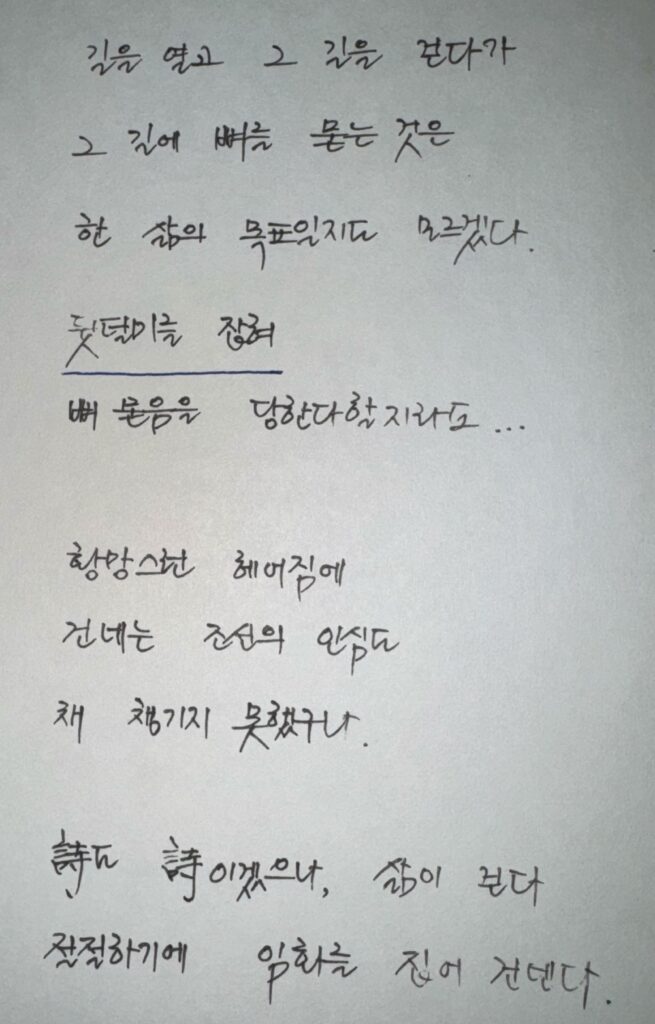 길을 열고 그 길을 걷다가
그 길에 뼈를 묻는 것은
한 삶의 목표일지도 모르겠다.
뒷덜미를 잡혀
뼈 묻음을 당한다할지라도 ...
황망스런 헤어짐에
건네는 조선의 인심도
채 챙기지 못했구나.
詩도 詩이겠으나, 삶이 걷다
절절하기에 임화를 집어 건넨다.